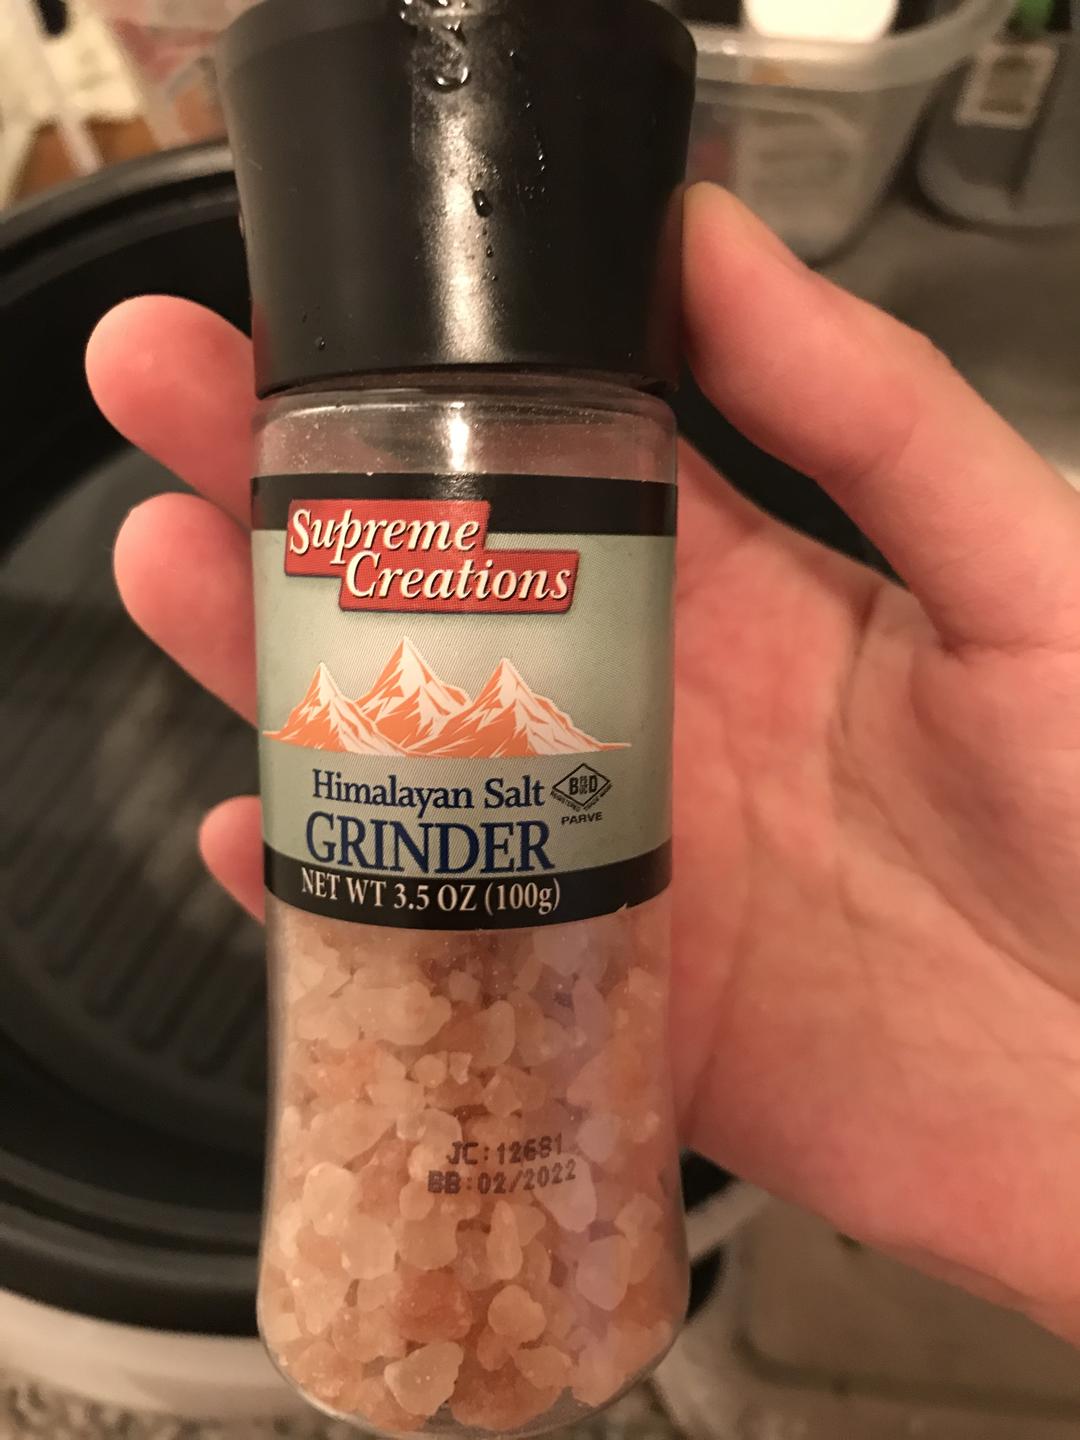 Supreme
Creations
Himalayan Salt
GRINDER
PARVE
NET WT 3.5 OZ (100g)
JC:12681
BB:02/2022